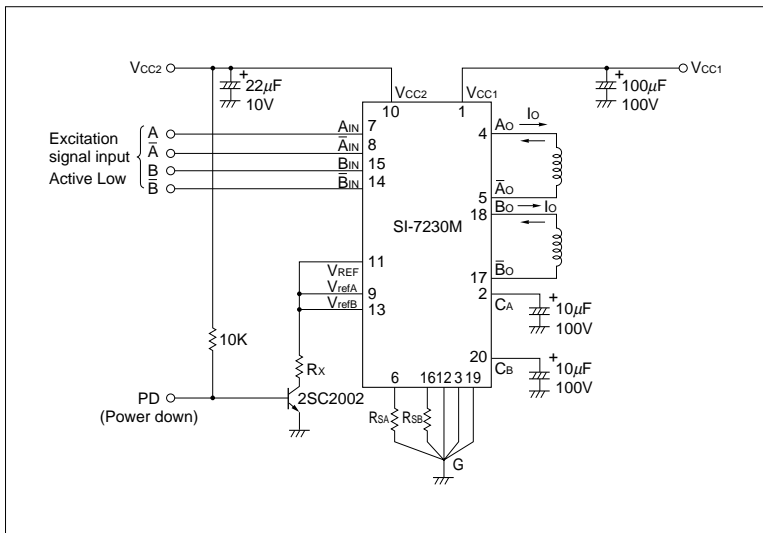 VCC2
+
22μF
10V
VCC2
10
VCC1
1
+
100μF
100V
VCC1
Excitation
signal input
Active Low
A
A̅
B
B̅
AIN
7
A̅IN
8
BIN
15
B̅IN
14
SI-7230M
4
AO
IO
5
A̅O
18
BO
IO
17
B̅O
11
VREF
9
VrefA
13
VrefB
2
CA
+
10μF
100V
20
CB
+
10μF
100V
10K
RX
PD
(Power down)
2SC2002
6
16
12
3
19
RSA
RSB
G